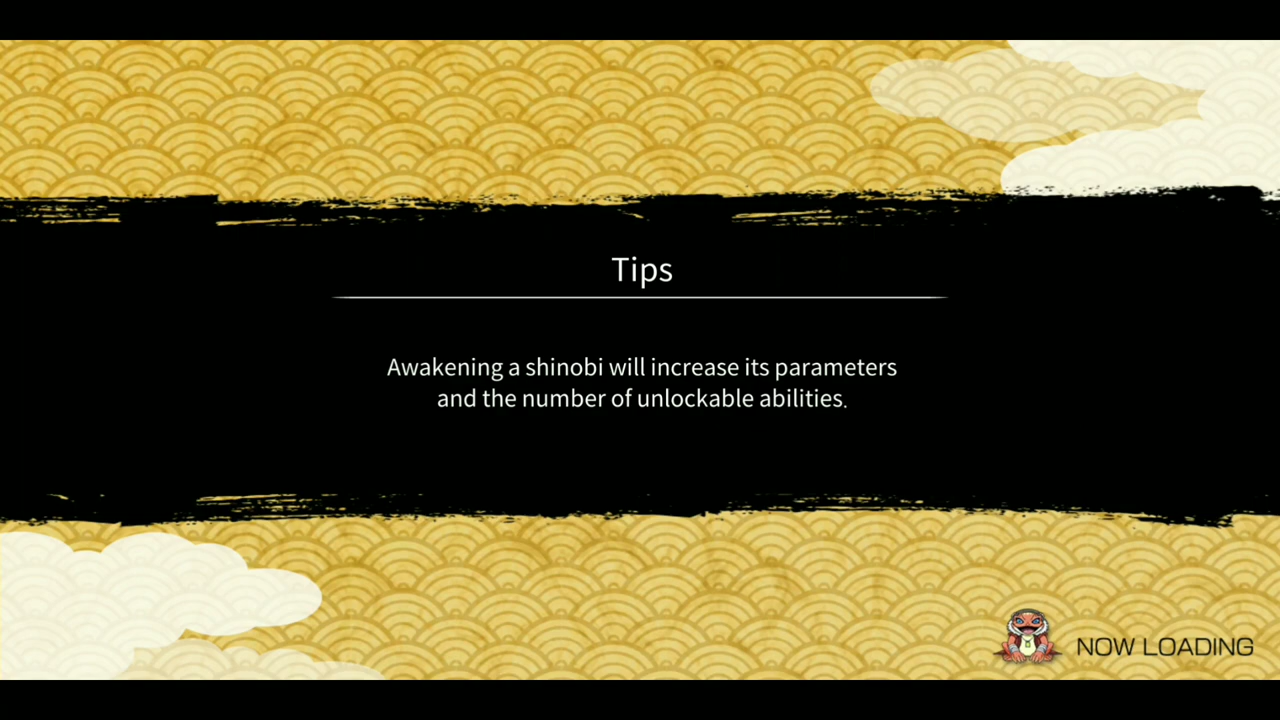 Tips
Awakening a shinobi will increase its parameters
and the number of unlockable abilities.
NOW LOADING